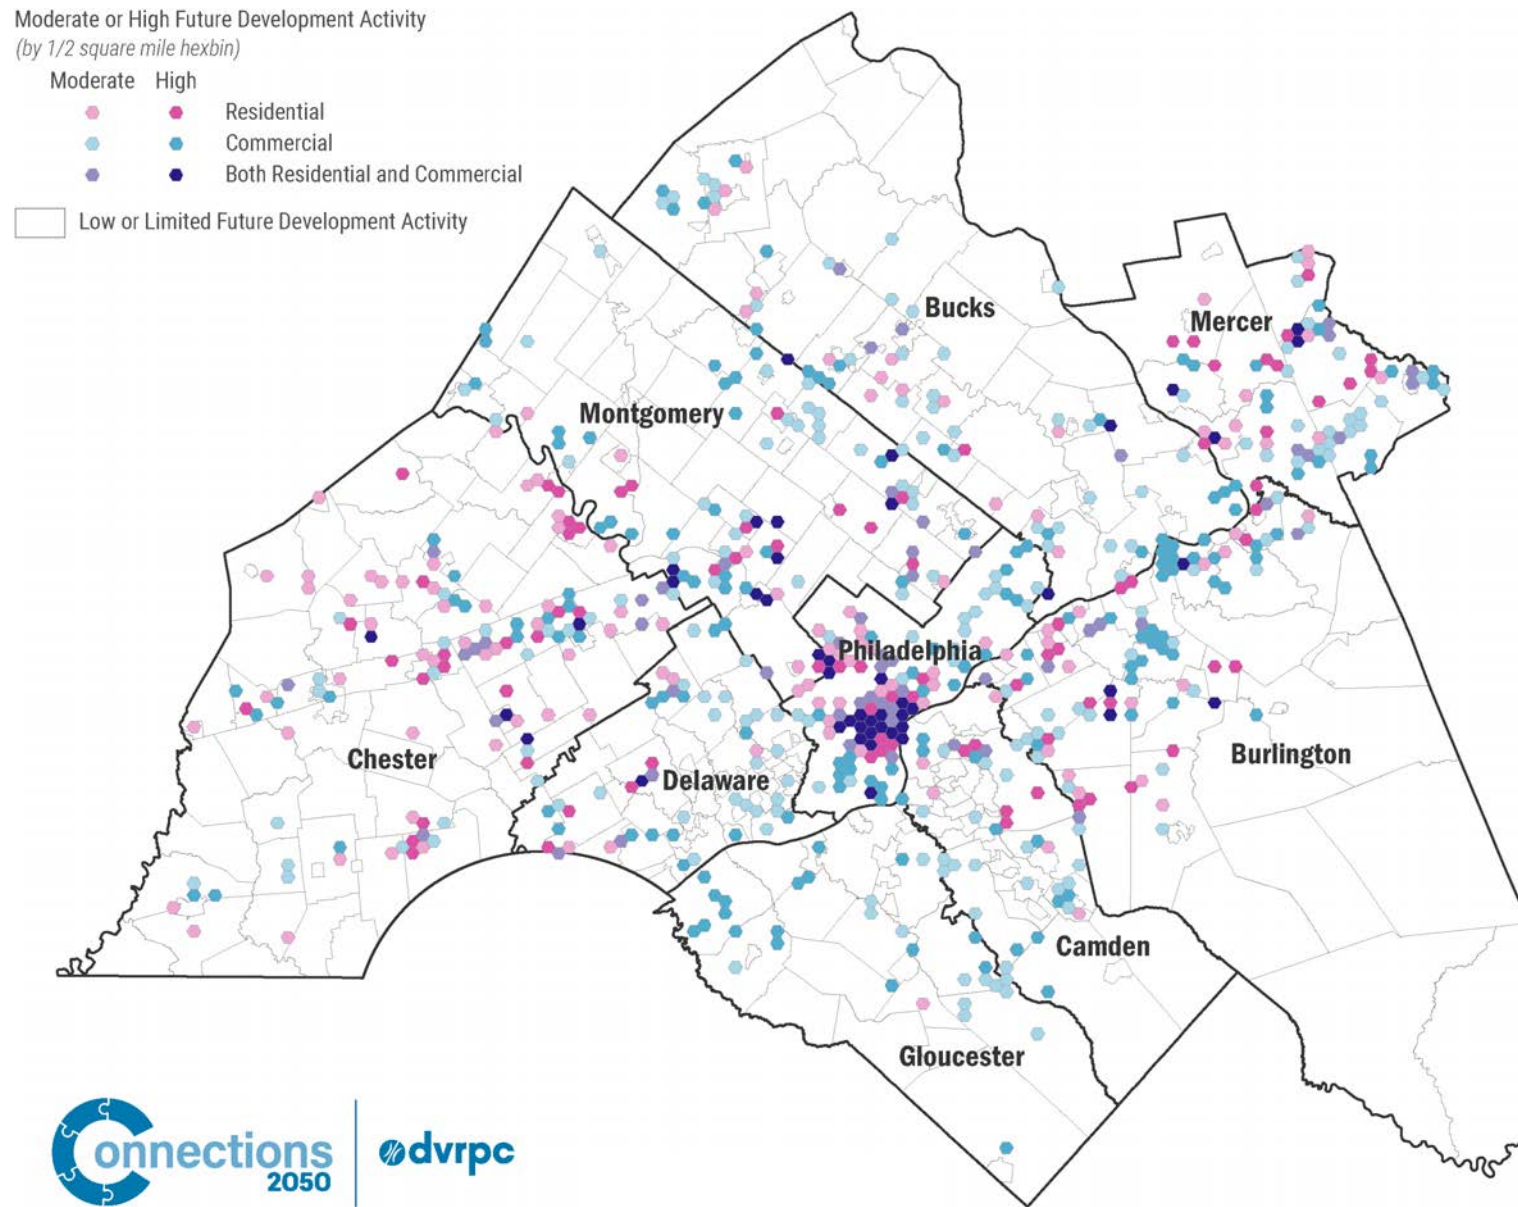 Moderate or High Future Development Activity
(by 1/2 square mile hexbin)
Moderate High
Residential
Commercial
Both Residential and Commercial
Low or Limited Future Development Activity
Bucks
Mercer
Montgomery
Philadelphia
Chester
Delaware
Burlington
Camden
Gloucester
Connections
2050
dvrpc